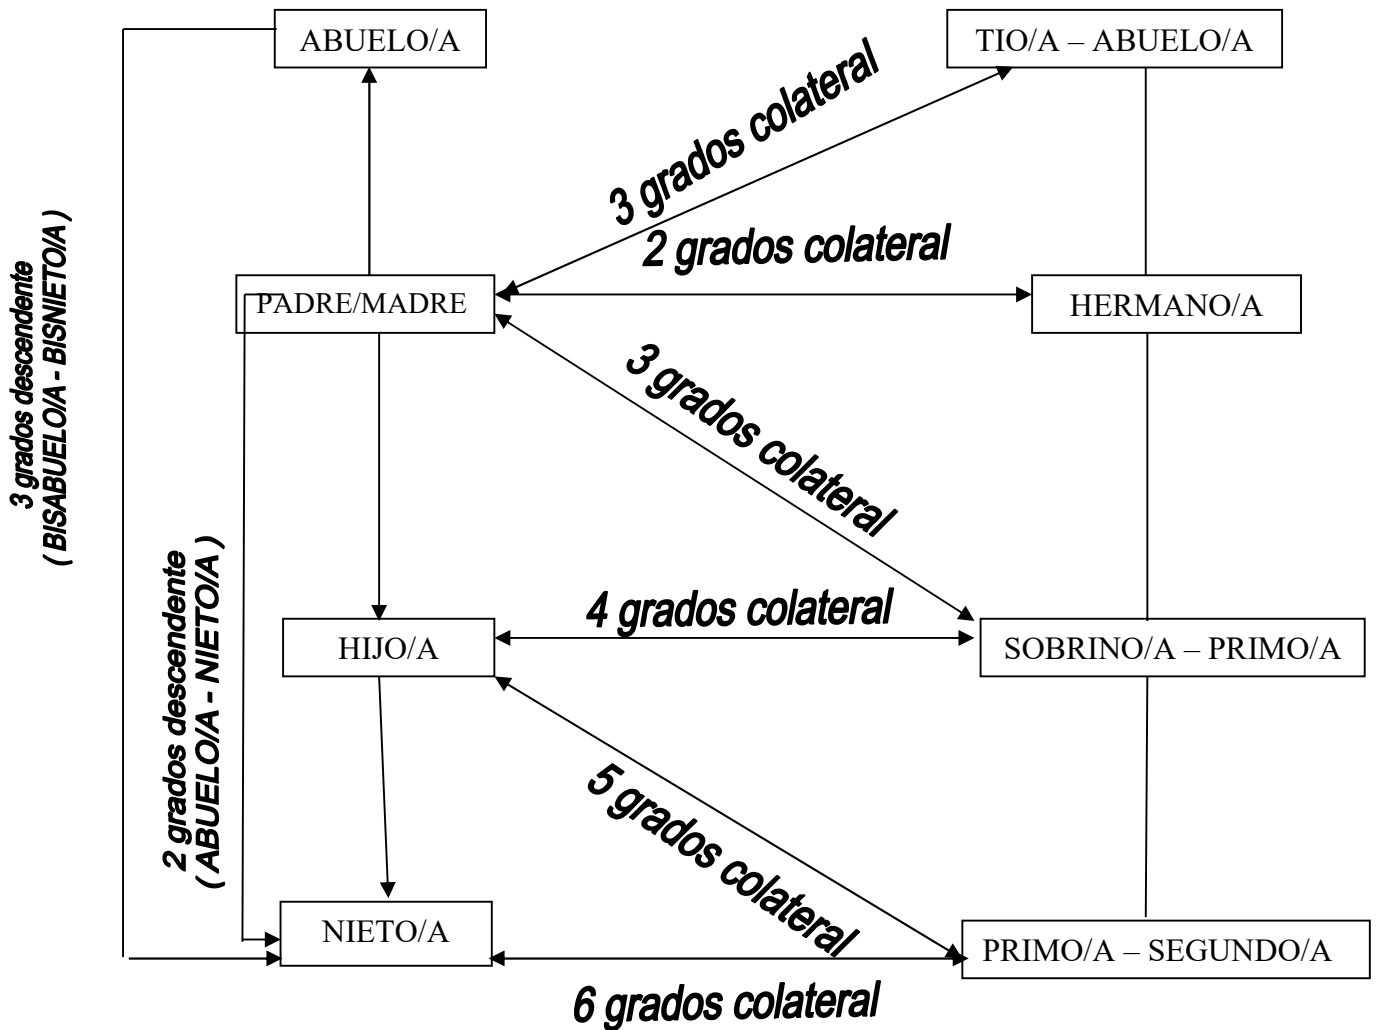 ABUELO/A
TIO/A – ABUELO/A
3 grados colateral
2 grados colateral
PADRE/MADRE
HERMANO/A
3 grados descendente
( BISABUELO/A - BISNIETO/A )
3 grados colateral
2 grados descendente
( ABUELO/A - NIETO/A )
4 grados colateral
HIJO/A
SOBRINO/A – PRIMO/A
5 grados colateral
NIETO/A
PRIMO/A – SEGUNDO/A
6 grados colateral